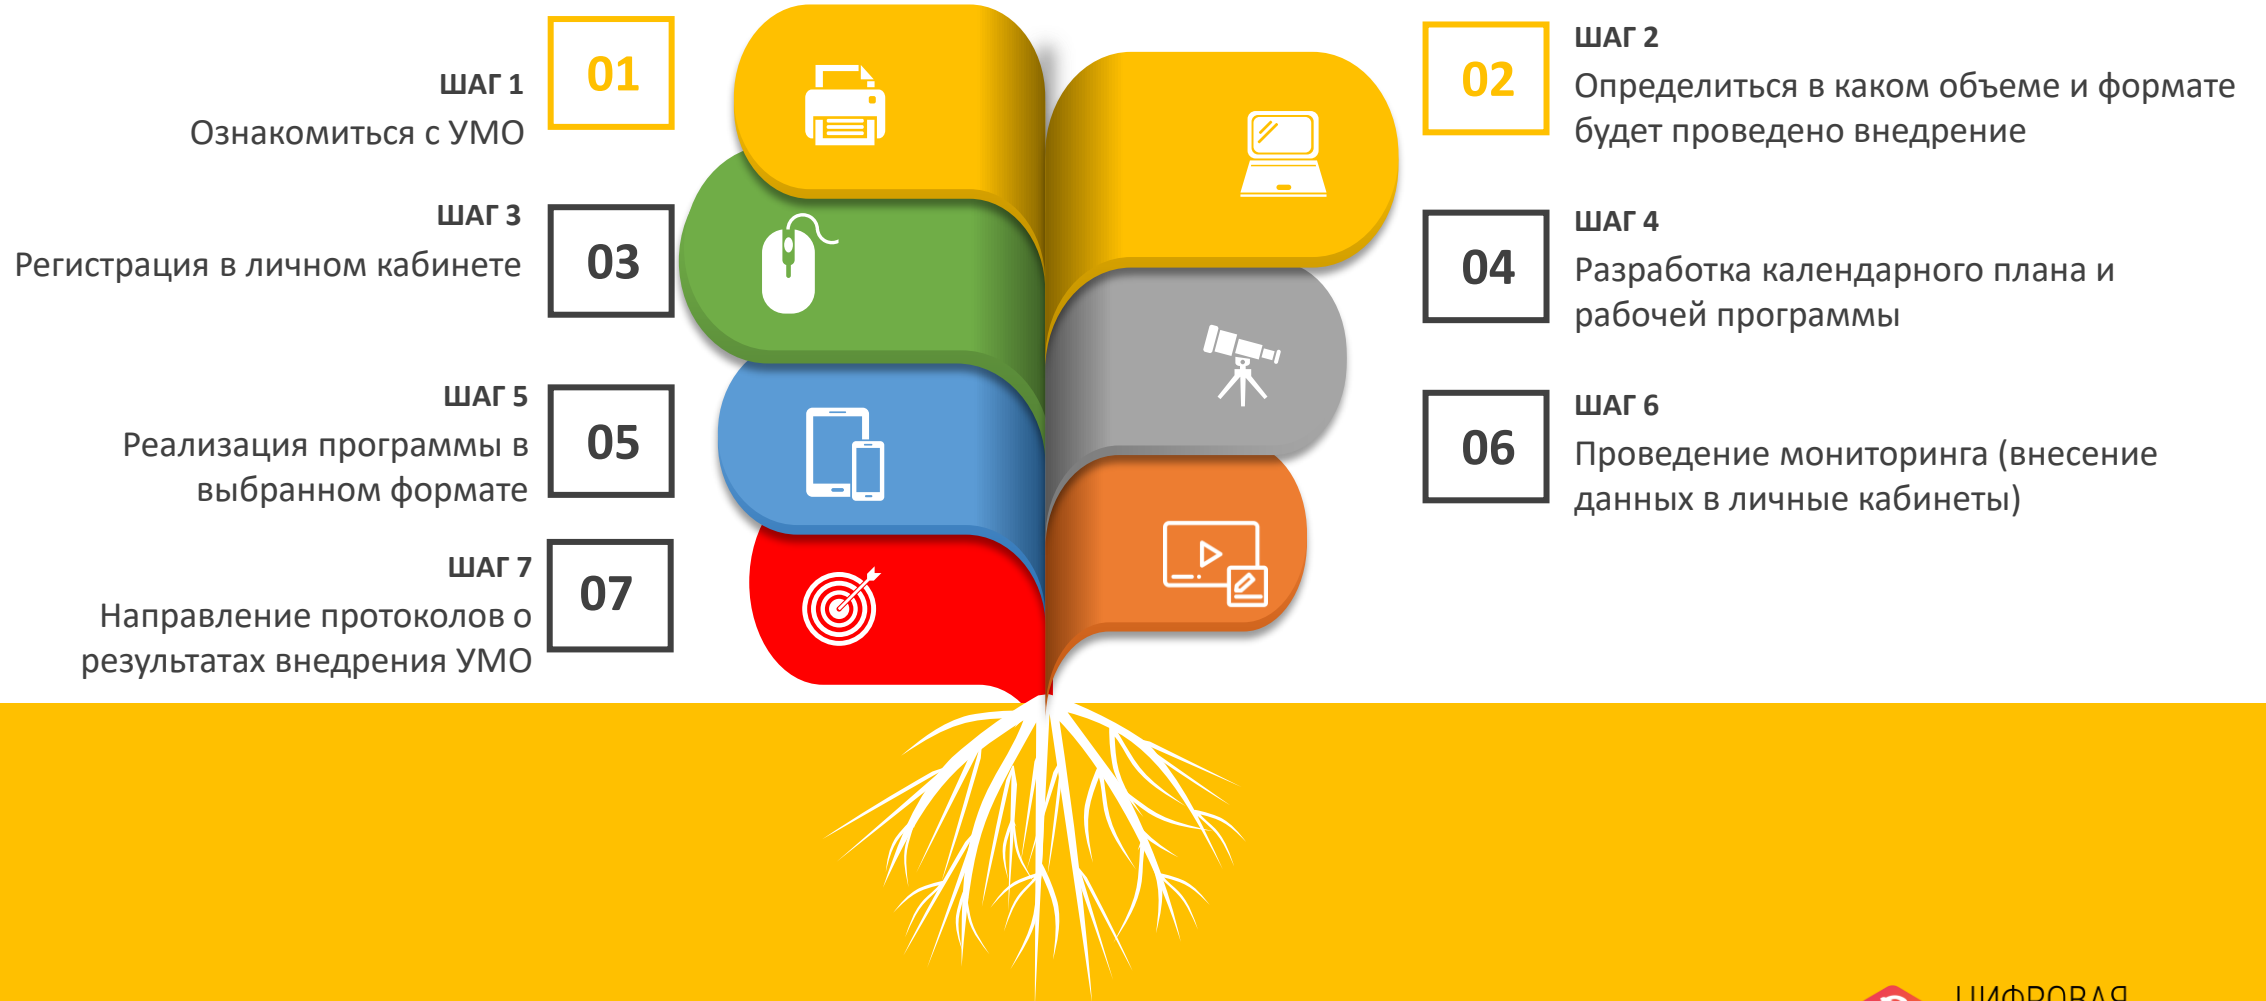 01
ШАГ 1
Ознакомиться с УМО
02
ШАГ 2
Определиться в каком объеме и формате
будет проведено внедрение
03
ШАГ 3
Регистрация в личном кабинете
04
ШАГ 4
Разработка календарного плана и
рабочей программы
05
ШАГ 5
Реализация программы в
выбранном формате
06
ШАГ 6
Проведение мониторинга (внесение
данных в личные кабинеты)
07
ШАГ 7
Направление протоколов о
результатах внедрения УМО
ЦИФРОВАЯ